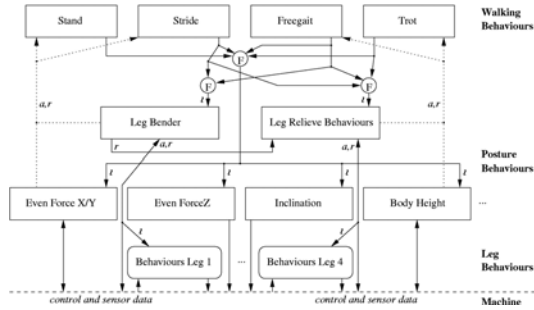 Stand
Stride
Freegait
Trot
Walking
Behaviours
F
F
F
ι
ι
a,r
Leg Bender
Leg Relieve Behaviours
a,r
r
a,r
a,r
Posture
Behaviours
ι
ι
ι
ι
Even Force X/Y
Even ForceZ
Inclination
Body Height
...
ι
ι
Behaviours Leg 1
...
Behaviours Leg 4
Leg
Behaviours
control and sensor data
control and sensor data
Machine